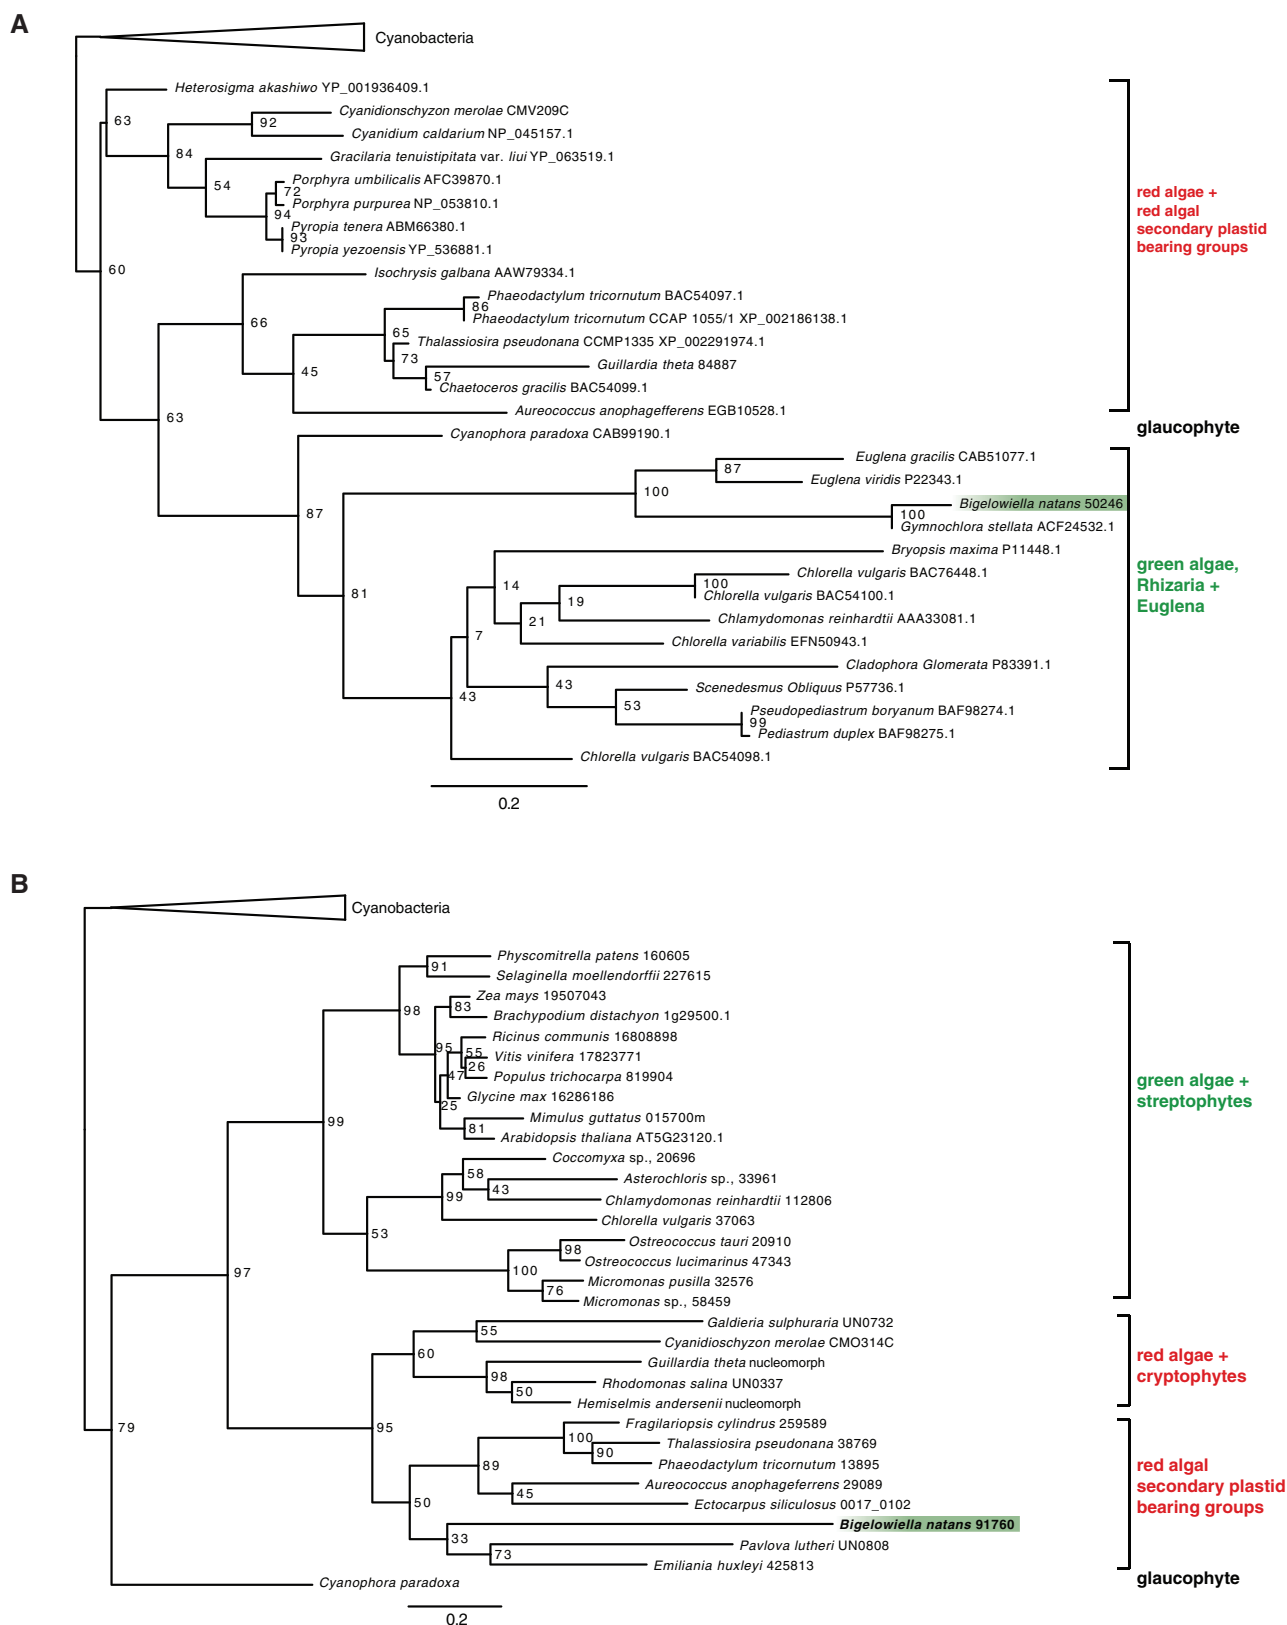 A
Cyanobacteria
Heterosigma akashiwo YP_001936409.1
63
Cyanidionschyzon merolae CMV209C
92
Cyanidium caldarium NP_045157.1
84
Gracilaria tenuistipitata var. liui YP_063519.1
54
Porphyra umbilicalis AFC39870.1
72
Porphyra purpurea NP_053810.1
94
Pyropia tenera ABM66380.1
93
Pyropia yezoensis YP_536881.1
red algae +
red algal
secondary plastid
bearing groups
60
Isochrysis galbana AAW79334.1
66
Phaeodactylum tricornutum BAC54097.1
86
Phaeodactylum tricornutum CCAP 1055/1 XP_002186138.1
65
Thalassiosira pseudonana CCMP1335 XP_002291974.1
73
Guillardia theta 84887
57
Chaetoceros gracilis BAC54099.1
45
Aureococcus anophagefferens EGB10528.1
63
glaucophyte
Cyanophora paradoxa CAB99190.1
Euglena gracilis CAB51077.1
87
Euglena viridis P22343.1
100
Bigelowiella natans 50246
100
Gymnochlora stellata ACF24532.1
87
Bryopsis maxima P11448.1
green algae,
Rhizaria +
Euglena
14
Chlorella vulgaris BAC76448.1
100
Chlorella vulgaris BAC54100.1
81
19
Chlamydomonas reinhardtii AAA33081.1
21
7
Chlorella variabilis EFN50943.1
Cladophora Glomerata P83391.1
43
Scenedesmus Obliquus P57736.1
43
53
Pseudopediastrum boryanum BAF98274.1
99
Pediastrum duplex BAF98275.1
Chlorella vulgaris BAC54098.1
0.2
B
Cyanobacteria
Physcomitrella patens 160605
91
Selaginella moellendorffii 227615
Zea mays 19507043
98
83
Brachypodium distachyon 1g29500.1
Ricinus communis 16808898
95
55
Vitis vinifera 17823771
26
47
Populus trichocarpa 819904
Glycine max 16286186
25
Mimulus guttatus 015700m
81
Arabidopsis thaliana AT5G23120.1
green algae +
streptophytes
99
Coccomyxa sp., 20696
58
Asterochloris sp., 33961
43
99
Chlamydomonas reinhardtii 112806
Chlorella vulgaris 37063
53
Ostreococcus tauri 20910
98
Ostreococcus lucimarinus 47343
100
Micromonas pusilla 32576
76
Micromonas sp., 58459
97
Galdieria sulphuraria UN0732
55
Cyanidioschyzon merolae CMO314C
60
Guillardia theta nucleomorph
98
Rhodomonas salina UN0337
50
Hemiselmis andersenii nucleomorph
red algae +
cryptophytes
79
95
Fragilariopsis cylindrus 259589
100
Thalassiosira pseudonana 38769
90
Phaeodactylum tricornutum 13895
89
Aureococcus anophageferrens 29089
45
Ectocarpus siliculosus 0017_0102
50
Bigelowiella natans 91760
33
Pavlova lutheri UN0808
73
Emiliania huxleyi 425813
red algal
secondary plastid
bearing groups
Cyanophora paradoxa
glaucophyte
0.2